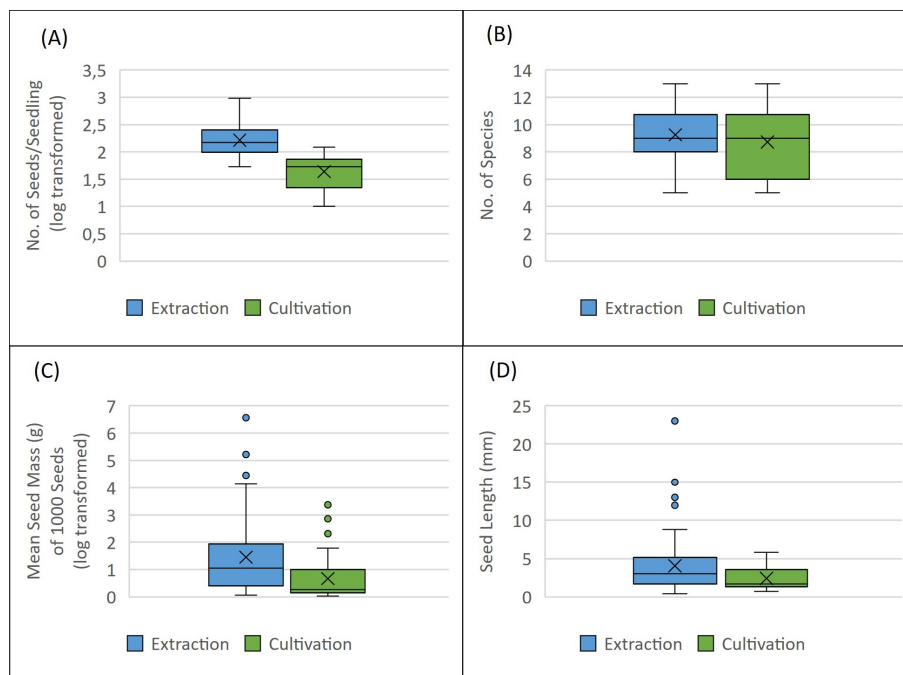 (A)
No. of Seeds/Seedling
(log transformed)
3,5
3
2,5
2
1,5
1
0,5
0
Extraction
Cultivation
(B)
No. of Species
14
12
10
8
6
4
2
0
Extraction
Cultivation
(C)
Mean Seed Mass (g)
of 1000 Seeds
(log transformed)
7
6
5
4
3
2
1
0
Extraction
Cultivation
(D)
Seed Length (mm)
25
20
15
10
5
0
Extraction
Cultivation